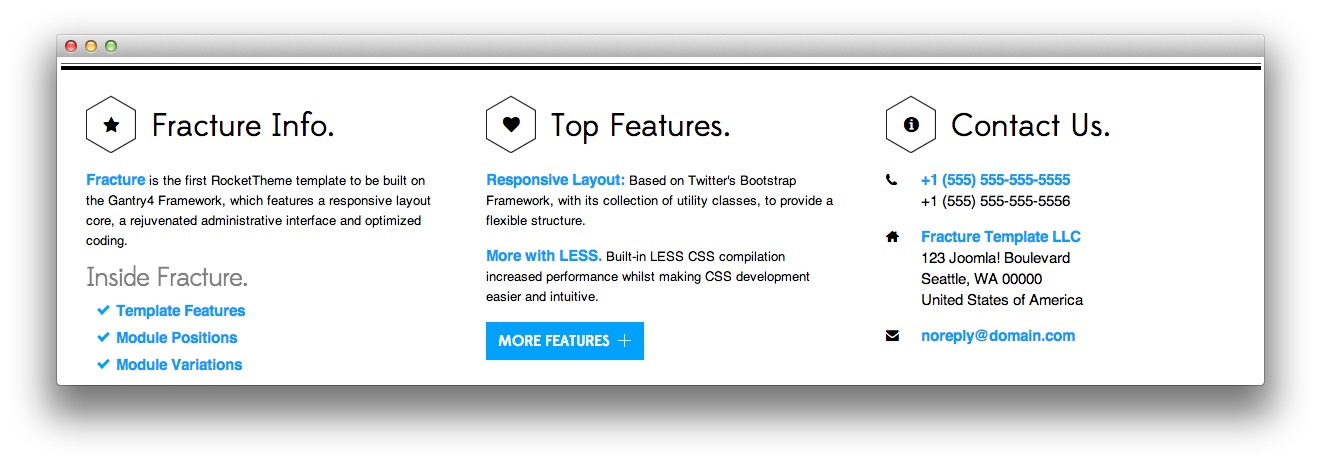 Fracture Info.
Fracture is the first RocketTheme template to be built on
the Gantry4 Framework, which features a responsive layout
core, a rejuvenated administrative interface and optimized
coding.
Inside Fracture.
Template Features
Module Positions
Module Variations
Top Features.
Responsive Layout: Based on Twitter's Bootstrap
Framework, with its collection of utility classes, to provide a
flexible structure.
More with LESS. Built-in LESS CSS compilation
increased performance whilst making CSS development
easier and intuitive.
MORE FEATURES
Contact Us.
+1 (555) 555-555-5555
+1 (555) 555-555-5556
Fracture Template LLC
123 Joomla! Boulevard
Seattle, WA 00000
United States of America
noreply@domain.com